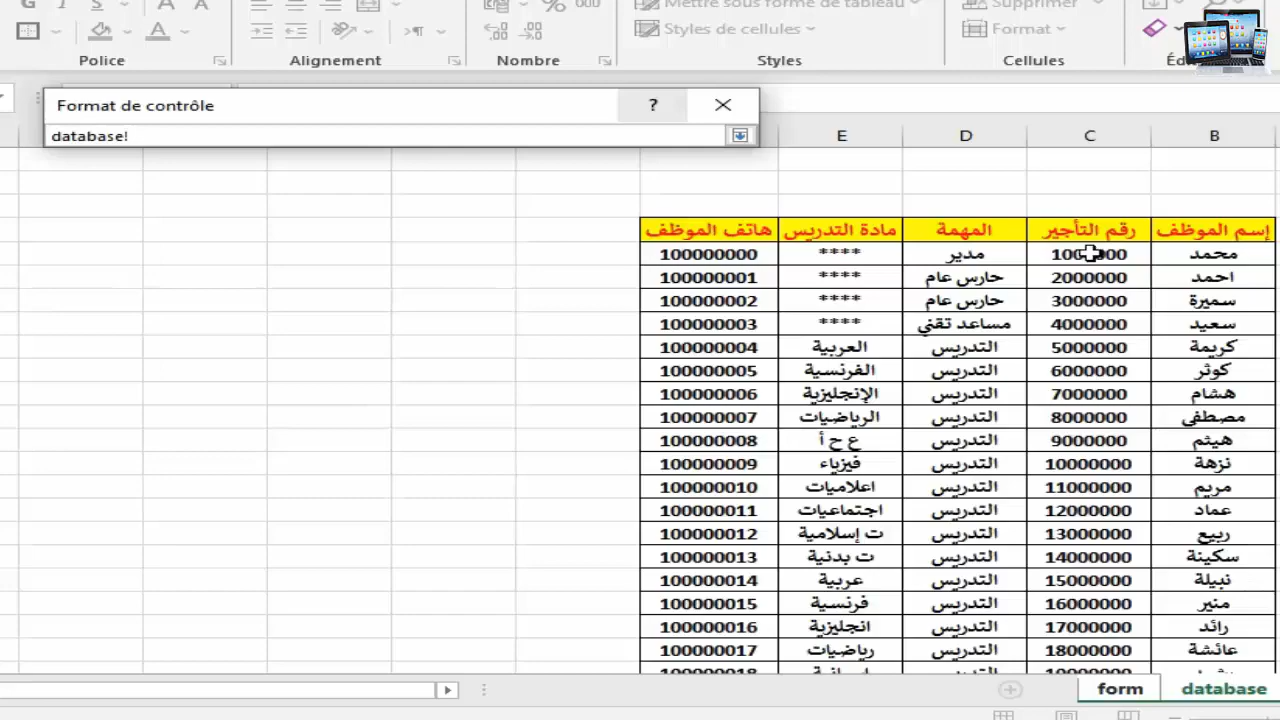 G I S A A
000
Mettre sous forme de tableau
Supprimer
Styles de cellules
Format
Police
Alignement
Nombre
Styles
Cellules
Format de contrôle ?
database!
E D C B
إسم الموظف رقم التأجير المهمة مادة التدريس هاتف الموظف
محمد مدير **** 100000000
احمد 2000000 حارس عام **** 100000001
سميرة 3000000 حارس عام **** 100000002
سعيد 4000000 مساعد تقني **** 100000003
كريمة 5000000 التدريس العربية 100000004
كوثر 6000000 التدريس الفرنسية 100000005
هشام 7000000 التدريس الإنجليزية 100000006
مصطفى 8000000 التدريس الرياضيات 100000007
هيثم 9000000 التدريس ع ح أ 100000008
نزهة 10000000 التدريس فيزياء 100000009
مريم 11000000 التدريس اعلاميات 100000010
عماد 12000000 التدريس اجتماعيات 100000011
ربيع 13000000 التدريس ت إسلامية 100000012
سكينة 14000000 التدريس ت بدنية 100000013
نبيلة 15000000 التدريس عربية 100000014
منير 16000000 التدريس فرنسية 100000015
رائد 17000000 التدريس انجليزية 100000016
عائشة 18000000 التدريس رياضيات 100000017
form database